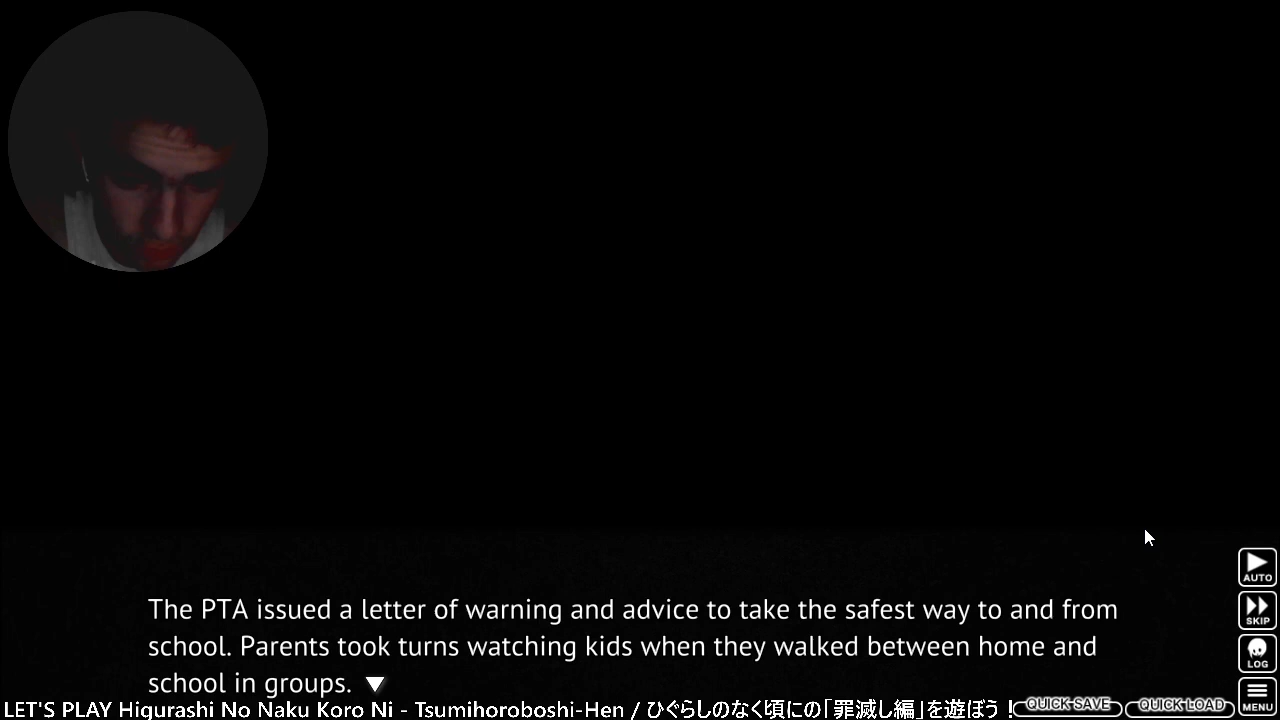 The PTA issued a letter of warning and advice to take the safest way to and from
school. Parents took turns watching kids when they walked between home and
school in groups.
AUTO
SKIP
LOG
MENU
QUICK SAVE
QUICK LOAD
LET'S PLAY Higurashi No Naku Koro Ni - Tsumihoroboshi-Hen / ひぐらしのなく頃にの「罪滅し編」を遊ぼう！